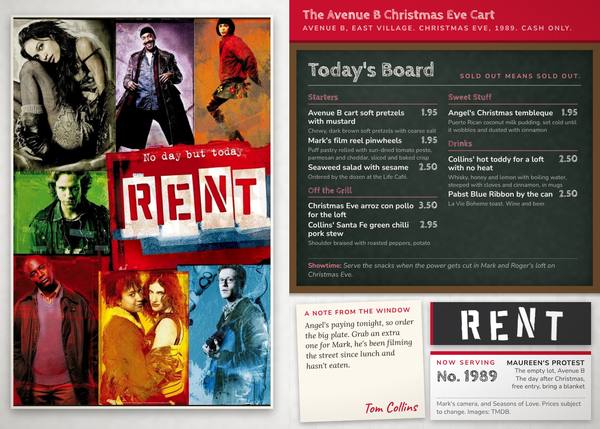 No day but today
RENT
The Avenue B Christmas Eve Cart
AVENUE B, EAST VILLAGE. CHRISTMAS EVE, 1989. CASH ONLY.
Today's Board
SOLD OUT MEANS SOLD OUT.
Starters
Avenue B cart soft pretzels 1.95
with mustard
Chewy, dark brown soft pretzels with coarse salt
Mark's film reel pinwheels 1.95
Puff pastry rolled with sun-dried tomato pesto,
parmesan and cheddar, sliced and baked crisp
Seaweed salad with sesame 2.50
Ordered by the dozen at the Life Café.
Off the Grill
Christmas Eve arroz con pollo 3.50
for the loft
Collins' Santa Fe green chilli 2.95
pork stew
Shoulder braised with roasted peppers, potato
Sweet Stuff
Angel's Christmas tembleque 1.95
Puerto Rican coconut milk pudding, set cold until
it wobbles and dusted with cinnamon
Drinks
Collins' hot toddy for a loft 2.50
with no heat
Whisky, honey and lemon with boiling water,
steeped with cloves and cinnamon, in mugs
Pabst Blue Ribbon by the can 2.50
La Vie Boheme toast. Wine and beer.
Showtime: Serve the snacks when the power gets cut in Mark and Roger's loft on
Christmas Eve.
A NOTE FROM THE WINDOW
Angel's paying tonight, so order
the big plate. Grab an extra
one for Mark, he's been filming
the street since lunch and
hasn't eaten.
Tom Collins
RENT
NOW SERVING
No. 1989
MAUREEN'S PROTEST
The empty lot, Avenue B
The day after Christmas,
free entry, bring a blanket
Mark's camera, and Seasons of Love. Prices subject
to change. Images: TMDB.